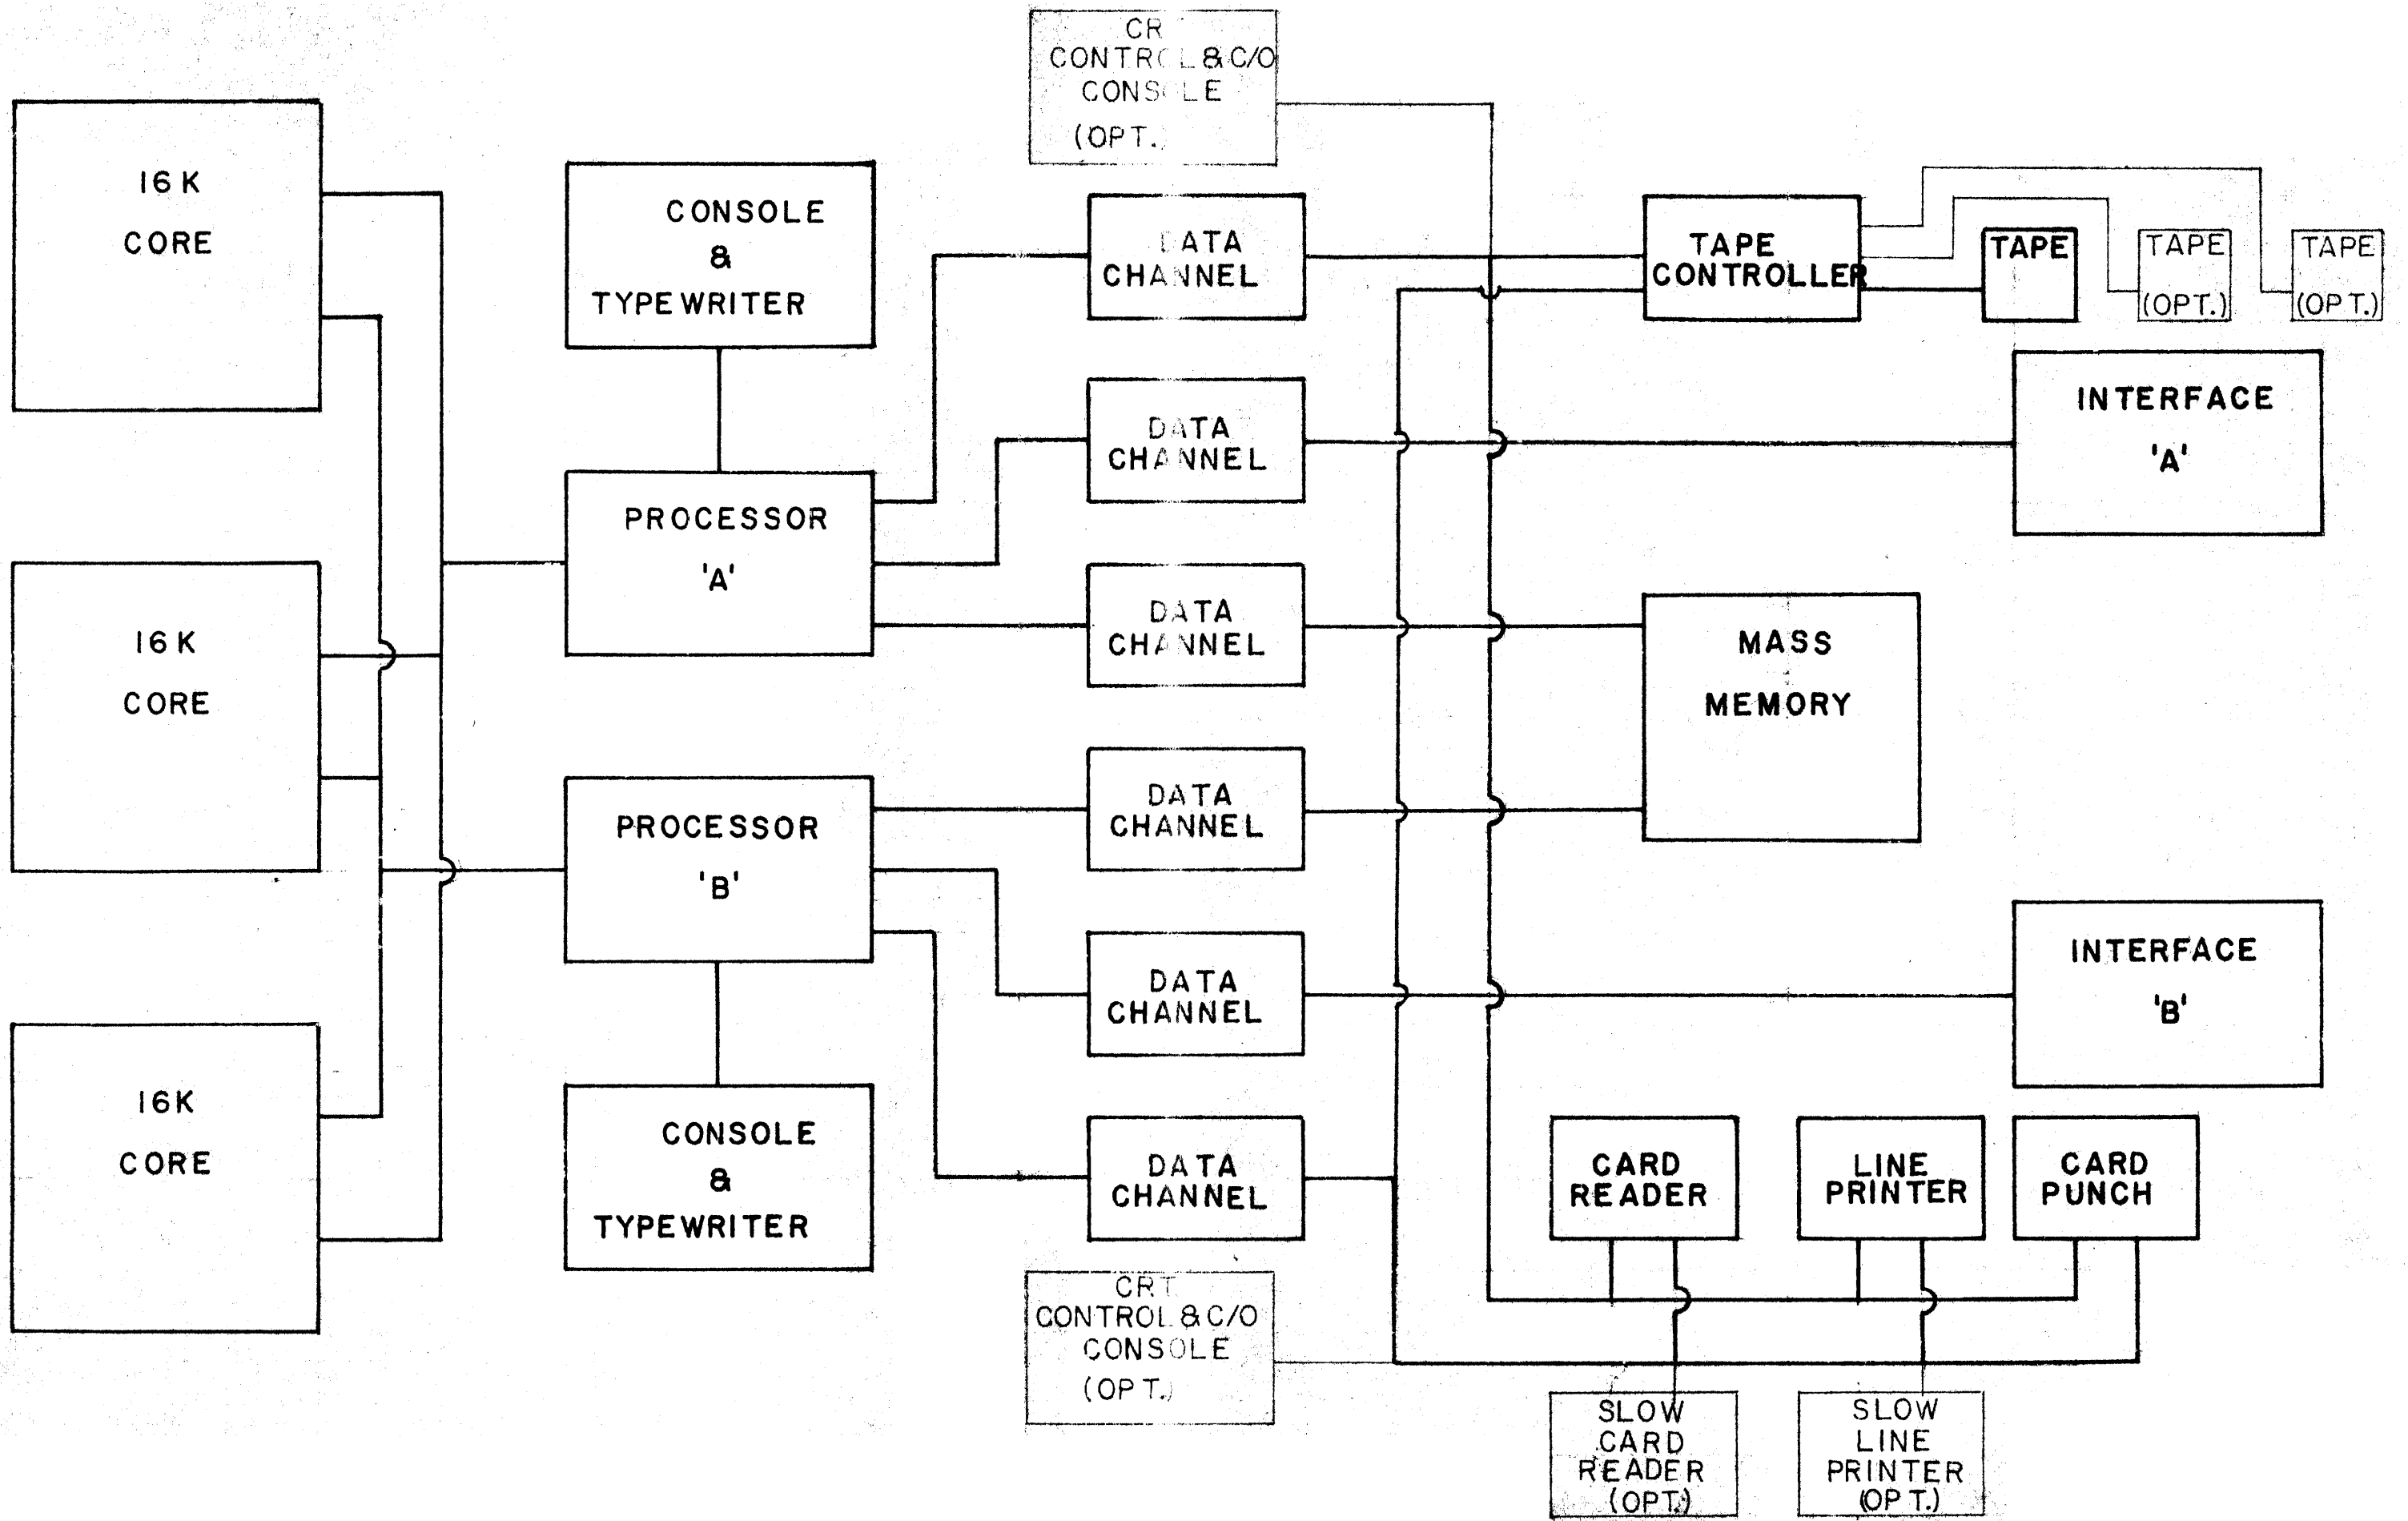 16K
CORE
16K
CORE
16K
CORE
CONSOLE
&
TYPEWRITER
PROCESSOR
'A'
PROCESSOR
'B'
CONSOLE
&
TYPEWRITER
CR
CONTROL & C/O
CONSOLE
(OPT.)
DATA
CHANNEL
DATA
CHANNEL
DATA
CHANNEL
DATA
CHANNEL
DATA
CHANNEL
DATA
CHANNEL
CRT
CONTROL & C/O
CONSOLE
(OPT.)
TAPE
CONTROLLER
TAPE
TAPE
(OPT.)
TAPE
(OPT.)
INTERFACE
'A'
MASS
MEMORY
INTERFACE
'B'
CARD
READER
LINE
PRINTER
CARD
PUNCH
SLOW
CARD
READER
(OPT.)
SLOW
LINE
PRINTER
(OPT.)